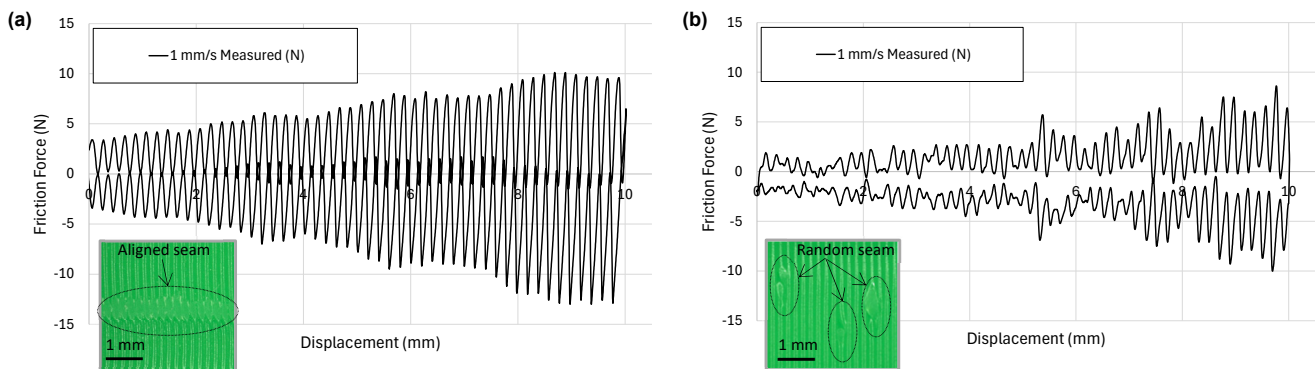 (a)
1 mm/s Measured (N)
15
10
5
0
-5
-10
-15
0
2
4
6
8
10
Friction Force (N)
Displacement (mm)
Aligned seam
1 mm
(b)
1 mm/s Measured (N)
15
10
5
0
-5
-10
-15
0
2
4
6
8
10
Friction Force (N)
Displacement (mm)
Random seam
1 mm